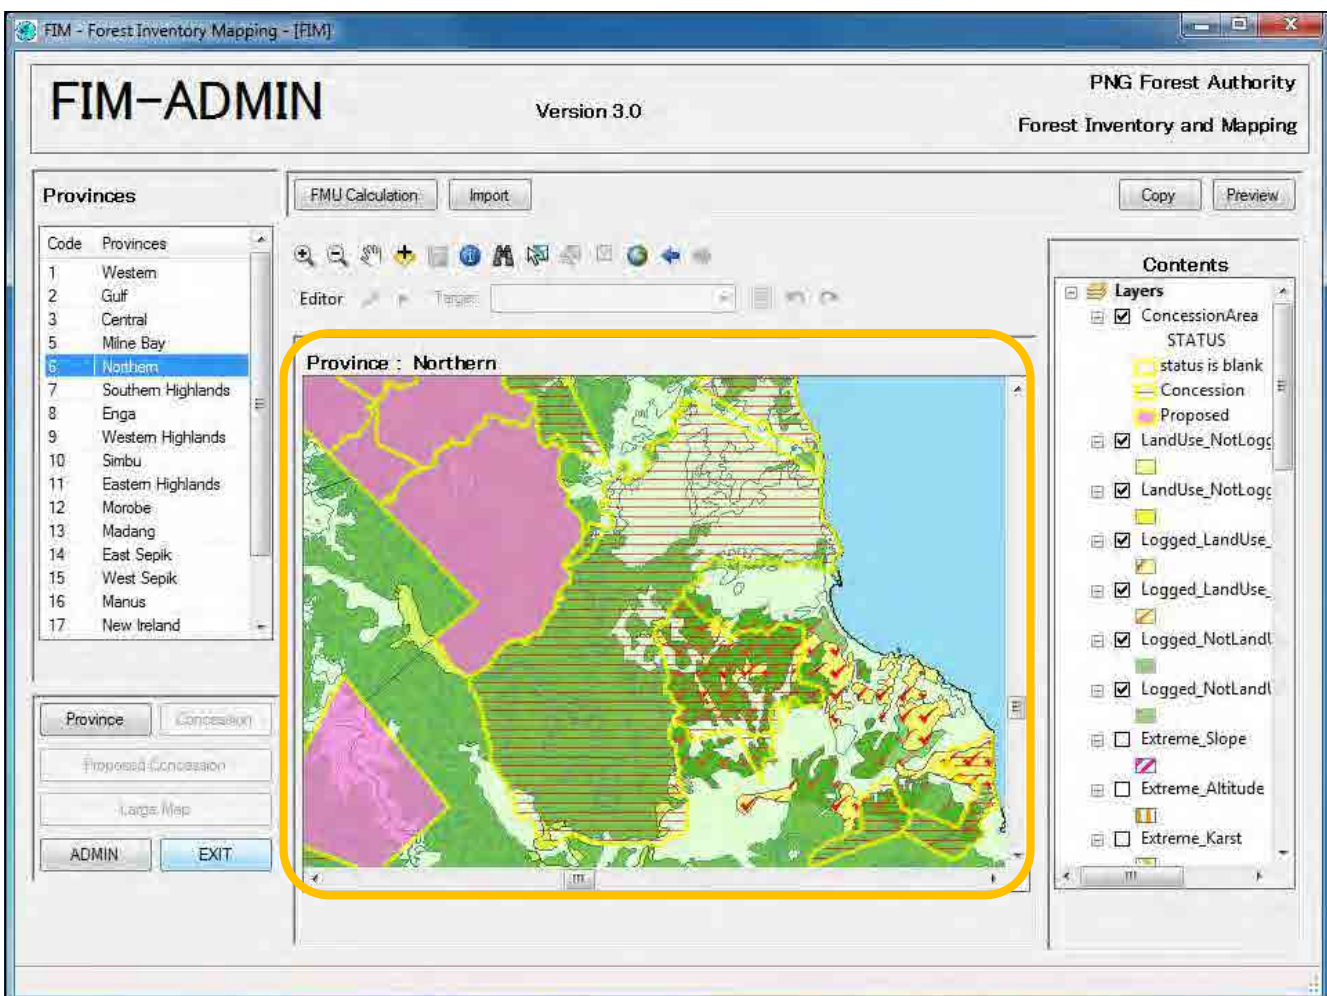 FIM - Forest Inventory Mapping - [FIM]
FIM-ADMIN
Version 3.0
PNG Forest Authority
Forest Inventory and Mapping
Provinces
FMU Calculation
Import
Copy
Preview
Code Provinces
1 Western
2 Gulf
3 Central
5 Milne Bay
6 Northern
7 Southern Highlands
8 Enga
9 Western Highlands
10 Simbu
11 Eastern Highlands
12 Morobe
13 Madang
14 East Sepik
15 West Sepik
16 Manus
17 New Ireland
Province
Concession
Proposed Concession
Large Map
ADMIN
EXIT
Editor
Target:
Province : Northern
Contents
Layers
ConcessionArea
STATUS
status is blank
Concession
Proposed
LandUse_NotLogg
LandUse_NotLogg
Logged_LandUse_
Logged_LandUse_
Logged_NotLandU
Logged_NotLandU
Extreme_Slope
Extreme_Altitude
Extreme_Karst